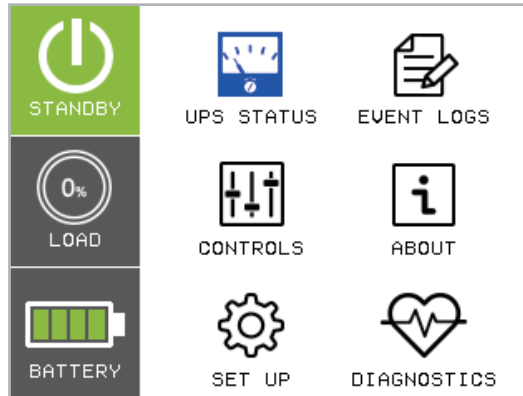 STANDBY
UPS STATUS
EVENT LOGS
0%
LOAD
CONTROLS
ABOUT
BATTERY
SET UP
DIAGNOSTICS